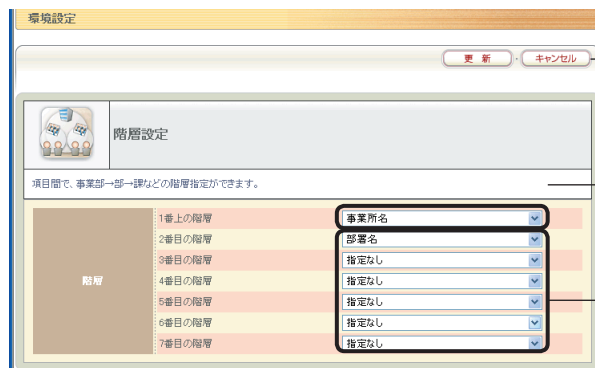 環境設定
更 新 キャンセル
階層設定
項目間で、事業部→部→課などの階層指定ができます。
階層
1番上の階層 事業所名
2番目の階層 部署名
3番目の階層 指定なし
4番目の階層 指定なし
5番目の階層 指定なし
6番目の階層 指定なし
7番目の階層 指定なし